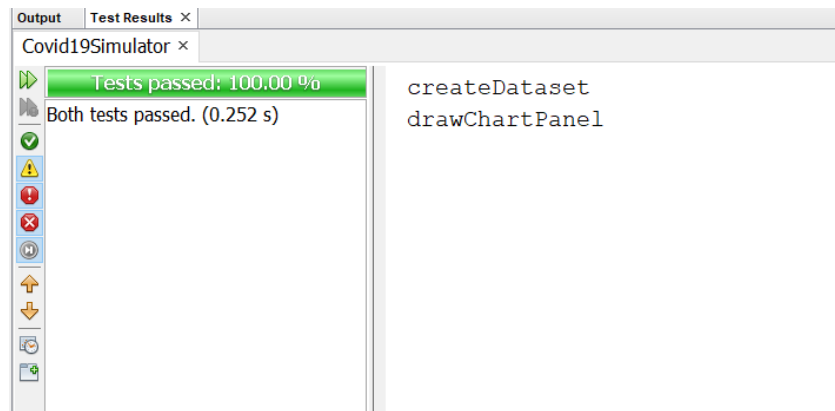 Output Test Results ×
Covid19Simulator ×
Tests passed: 100.00 %
Both tests passed. (0.252 s)
createDataset
drawChartPanel